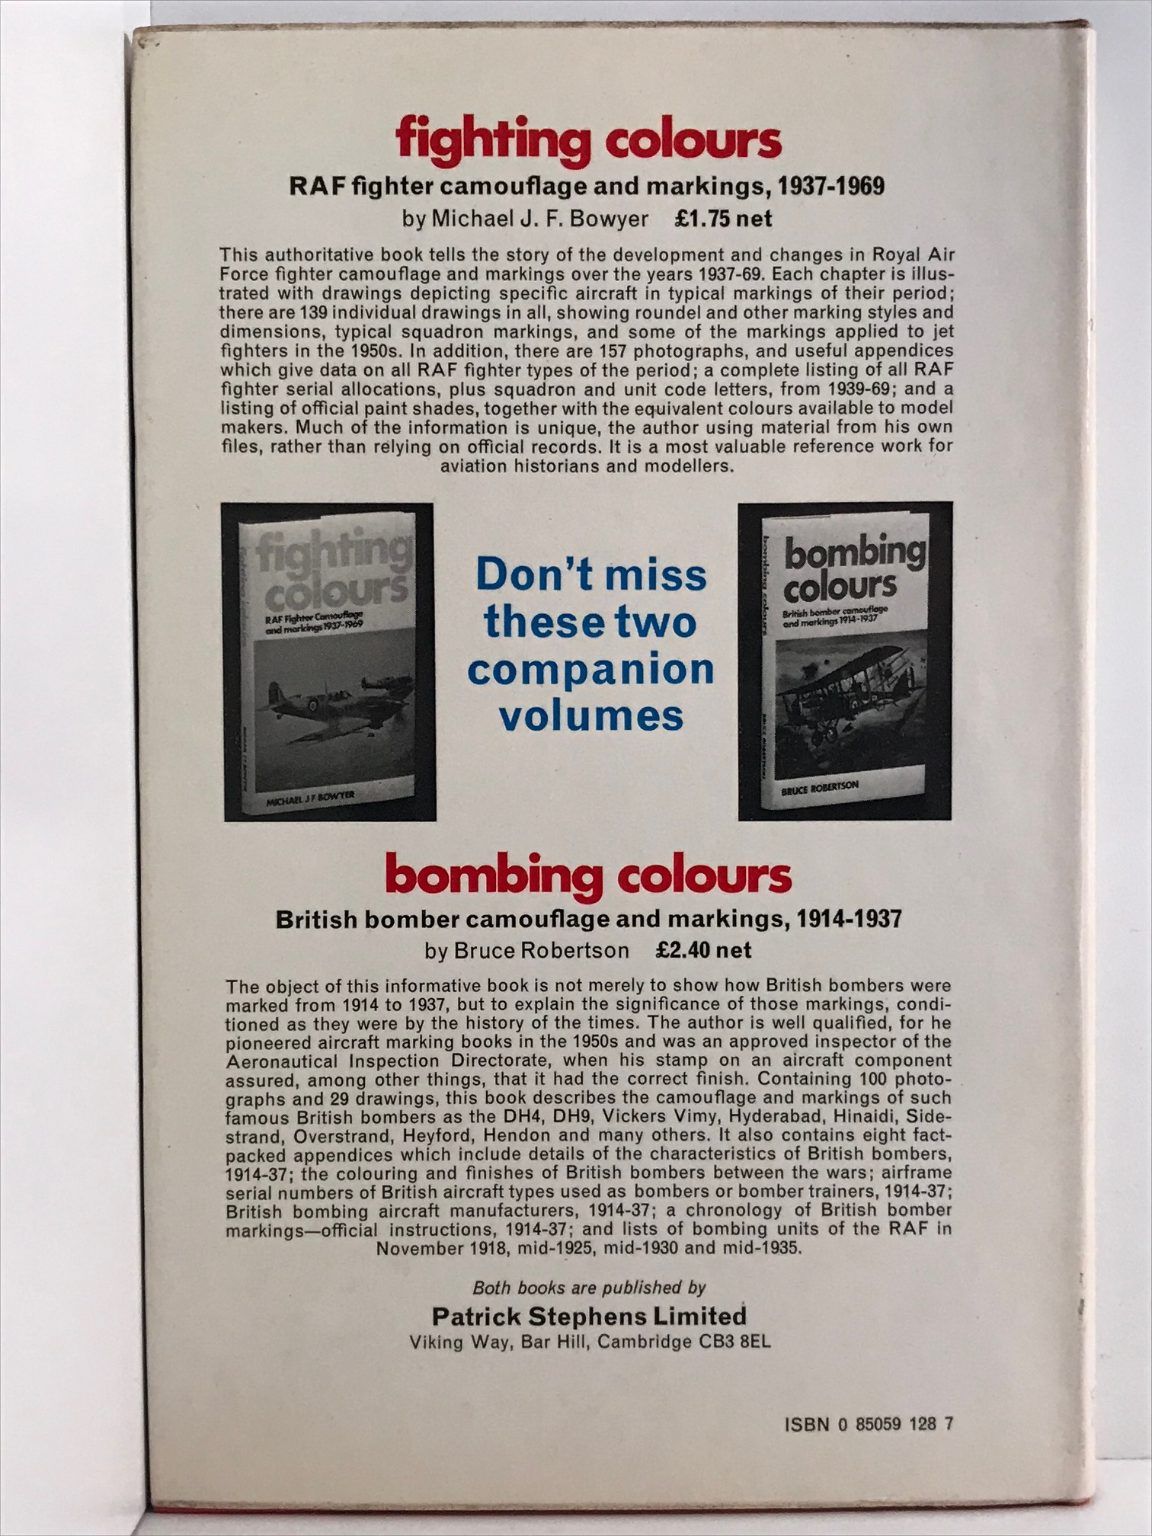 fighting colours
RAF fighter camouflage and markings, 1937-1969
by Michael J. F. Bowyer £1.75 net
This authoritative book tells the story of the development and changes in Royal Air
Force fighter camouflage and markings over the years 1937-69. Each chapter is illus-
trated with drawings depicting specific aircraft in typical markings of their period;
there are 139 individual drawings in all, showing roundel and other marking styles and
dimensions, typical squadron markings, and some of the markings applied to jet
fighters in the 1950s. In addition, there are 157 photographs, and useful appendices
which give data on all RAF fighter types of the period; a complete listing of all RAF
fighter serial allocations, plus squadron and unit code letters, from 1939-69; and a
listing of official paint shades, together with the equivalent colours available to model
makers. Much of the information is unique, the author using material from his own
files, rather than relying on official records. It is a most valuable reference work for
aviation historians and modellers.
fighting
colours
RAF Fighter Camouflage
and markings 1937-1969
MICHAEL J F BOWYER
Don't miss
these two
companion
volumes
bombing
colours
British bomber camouflage
and markings 1914-1937
BRUCE ROBERTSON
bombing colours
British bomber camouflage and markings, 1914-1937
by Bruce Robertson £2.40 net
The object of this informative book is not merely to show how British bombers were
marked from 1914 to 1937, but to explain the significance of those markings, condi-
tioned as they were by the history of the times. The author is well qualified, for he
pioneered aircraft marking books in the 1950s and was an approved inspector of the
Aeronautical Inspection Directorate, when his stamp on an aircraft component
assured, among other things, that it had the correct finish. Containing 100 photo-
graphs and 29 drawings, this book describes the camouflage and markings of such
famous British bombers as the DH4, DH9, Vickers Vimy, Hyderabad, Hinaidi, Side-
strand, Overstrand, Heyford, Hendon and many others. It also contains eight fact-
packed appendices which include details of the characteristics of British bombers,
1914-37; the colouring and finishes of British bombers between the wars; airframe
serial numbers of British aircraft types used as bombers or bomber trainers, 1914-37;
British bombing aircraft manufacturers, 1914-37; a chronology of British bomber
markings—official instructions, 1914-37; and lists of bombing units of the RAF in
November 1918, mid-1925, mid-1930 and mid-1935.
Both books are published by
Patrick Stephens Limited
Viking Way, Bar Hill, Cambridge CB3 8EL
ISBN 0 85059 128 7